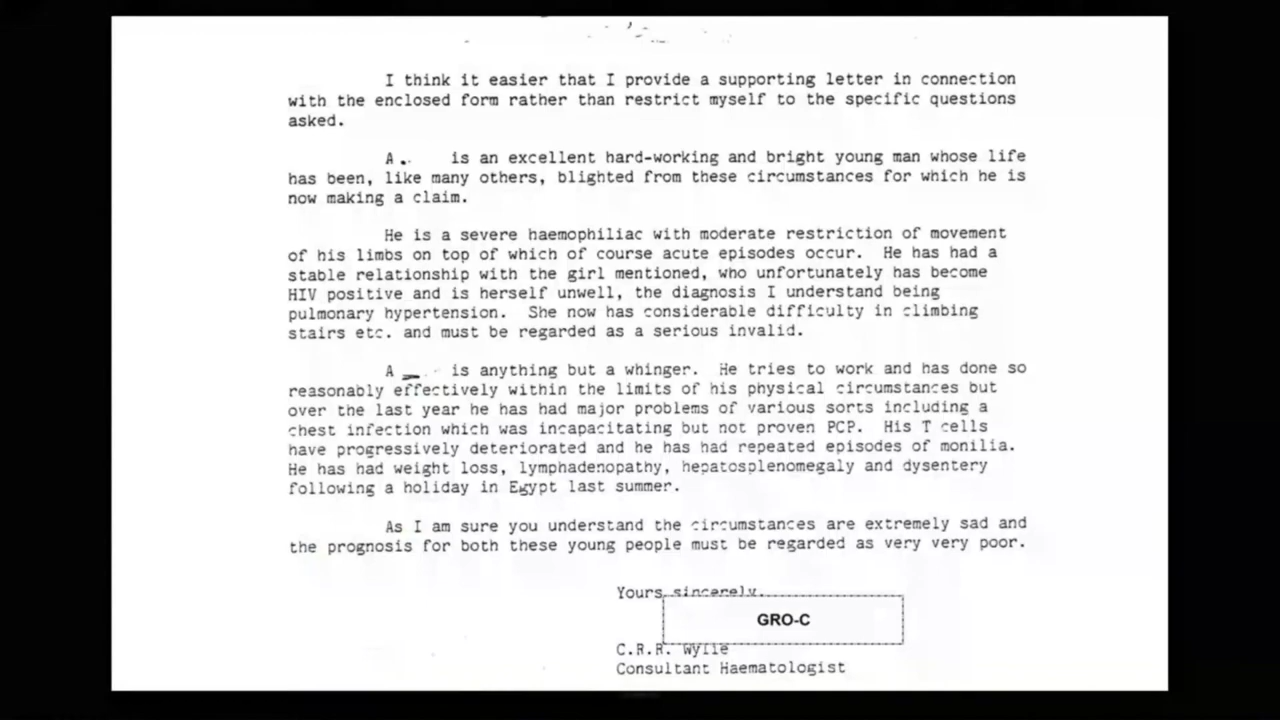 I think it easier that I provide a supporting letter in connection
with the enclosed form rather than restrict myself to the specific questions
asked.
A. is an excellent hard-working and bright young man whose life
has been, like many others, blighted from these circumstances for which he is
now making a claim.
He is a severe haemophiliac with moderate restriction of movement
of his limbs on top of which of course acute episodes occur. He has had a
stable relationship with the girl mentioned, who unfortunately has become
HIV positive and is herself unwell, the diagnosis I understand being
pulmonary hypertension. She now has considerable difficulty in climbing
stairs etc. and must be regarded as a serious invalid.
A is anything but a whinger. He tries to work and has done so
reasonably effectively within the limits of his physical circumstances but
over the last year he has had major problems of various sorts including a
chest infection which was incapacitating but not proven PCP. His T cells
have progressively deteriorated and he has had repeated episodes of monilia.
He has had weight loss, lymphadenopathy, hepatosplenomegaly and dysentery
following a holiday in Egypt last summer.
As I am sure you understand the circumstances are extremely sad and
the prognosis for both these young people must be regarded as very very poor.
Yours sincerely,
GRO-C
C.R.R. Wylie
Consultant Haematologist